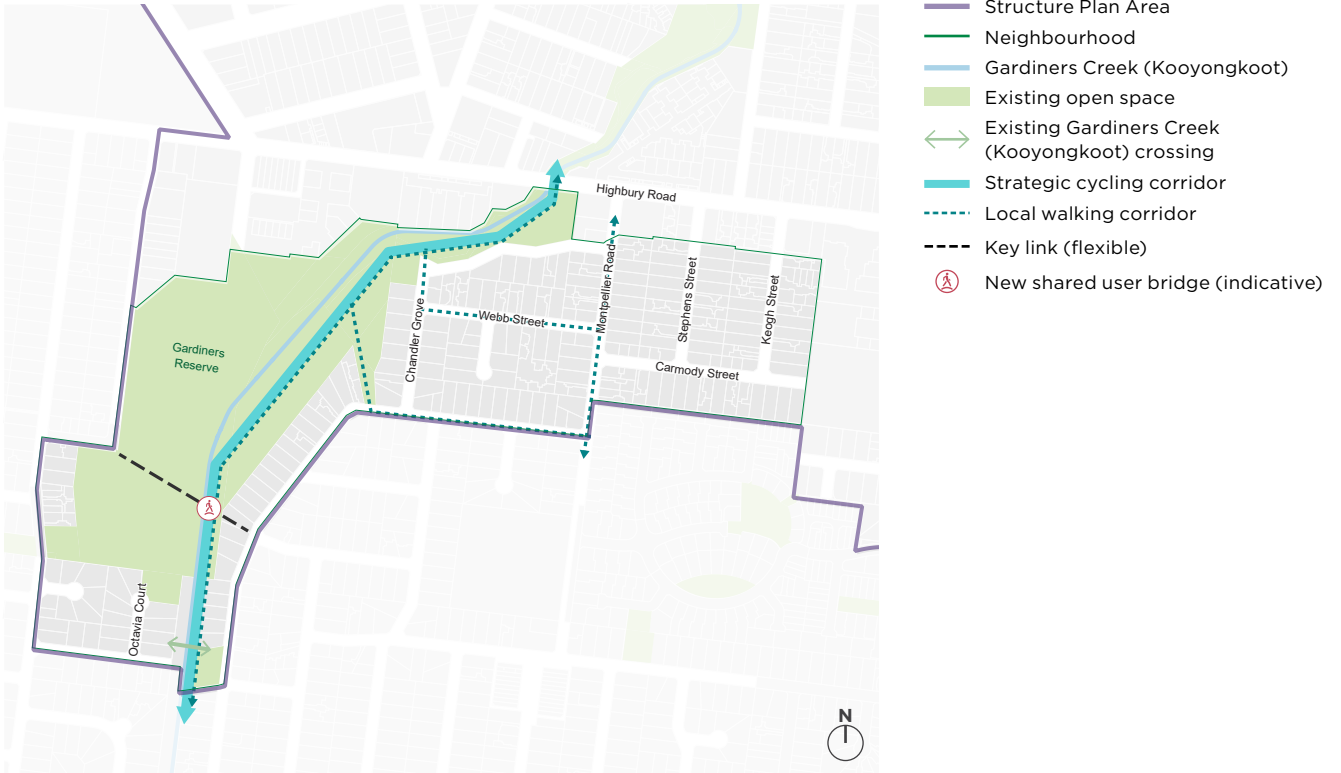 Structure Plan Area
Neighbourhood
Gardiners Creek (Kooyongkoot)
Existing open space
Existing Gardiners Creek
(Kooyongkoot) crossing
Strategic cycling corridor
Local walking corridor
Key link (flexible)
New shared user bridge (indicative)
Highbury Road
Montpellier Road
Stephens Street
Keogh Street
Chandler Grove
Webb Street
Carmody Street
Gardiners
Reserve
Octavia Court
N